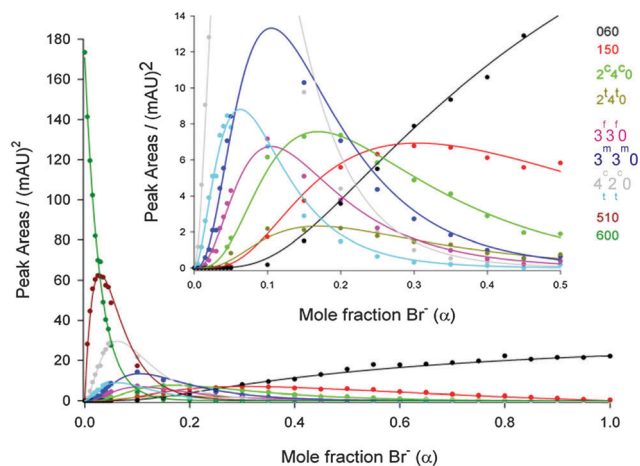 14
12
10
8
6
4
2
0
Peak Areas / (mAU)2
0.0 0.1 0.2 0.3 0.4 0.5
Mole fraction Br- (α)
060
150
2c4c0
2t4t0
3f3f0
3m3m0
4c2c0
t t
510
600
180
160
140
120
100
80
60
40
20
0
Peak Areas / (mAU)2
0.0 0.2 0.4 0.6 0.8 1.0
Mole fraction Br- (α)